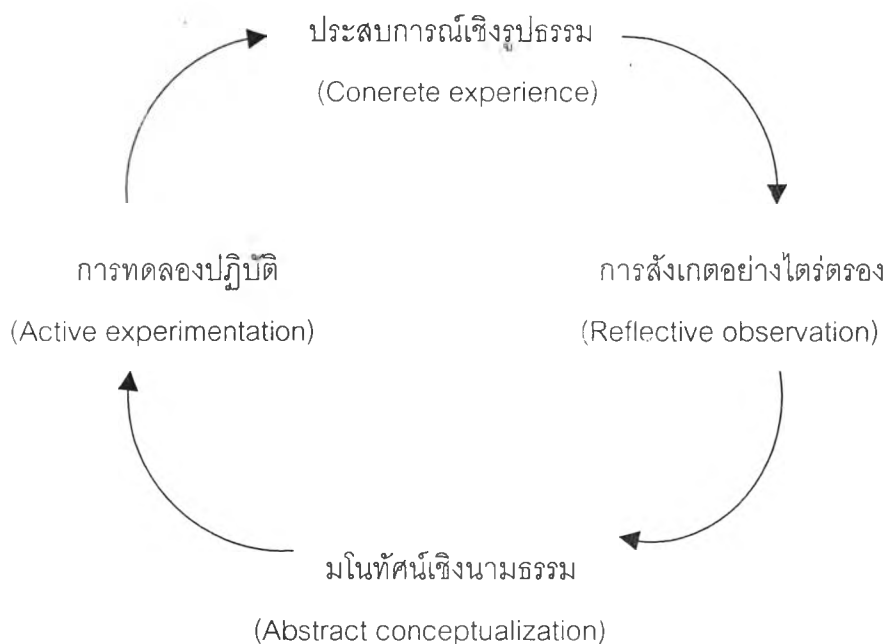 ประสบการณ์เชิงรูปธรรม
(Conerete experience)
การทดลองปฏิบัติ
(Active experimentation)
การสังเกตอย่างไตร่ตรอง
(Reflective observation)
มโนทัศน์เชิงนามธรรม
(Abstract conceptualization)